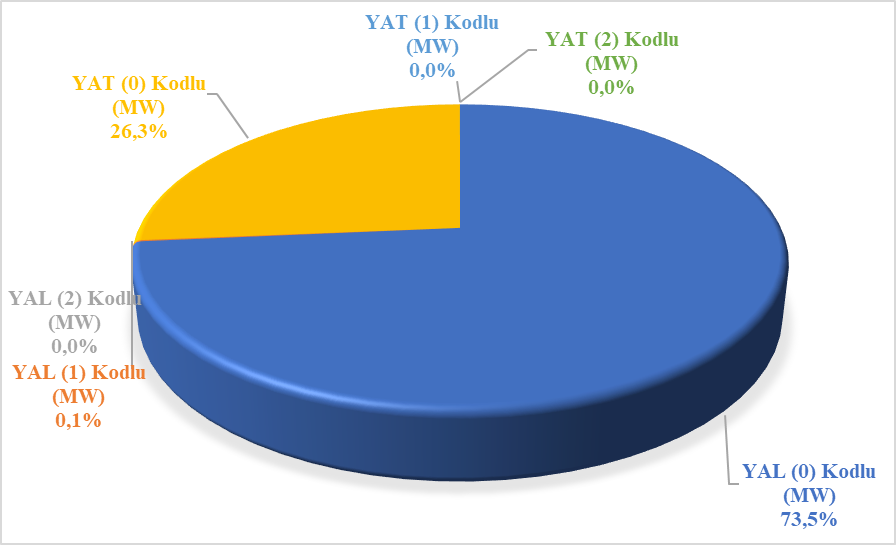 YAT (1) Kodlu
(MW)
0,0%
YAT (2) Kodlu
(MW)
0,0%
YAT (0) Kodlu
(MW)
26,3%
YAL (2) Kodlu
(MW)
0,0%
YAL (1) Kodlu
(MW)
0,1%
YAL (0) Kodlu
(MW)
73,5%